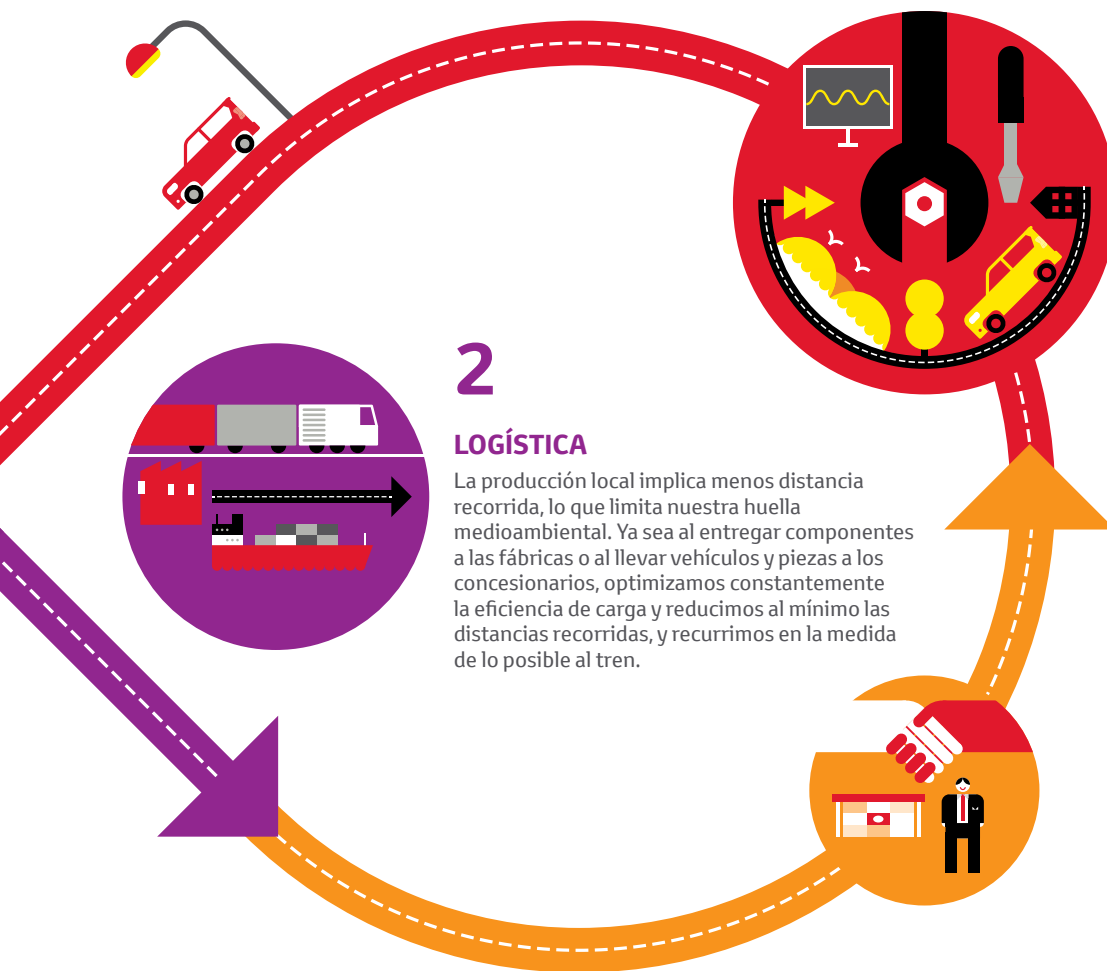 2
LOGÍSTICA
La producción local implica menos distancia
recorrida, lo que limita nuestra huella
medioambiental. Ya sea al entregar componentes
a las fábricas o al llevar vehículos y piezas a los
concesionarios, optimizamos constantemente
la eficiencia de carga y reducimos al mínimo las
distancias recorridas, y recurrimos en la medida
de lo posible al tren.